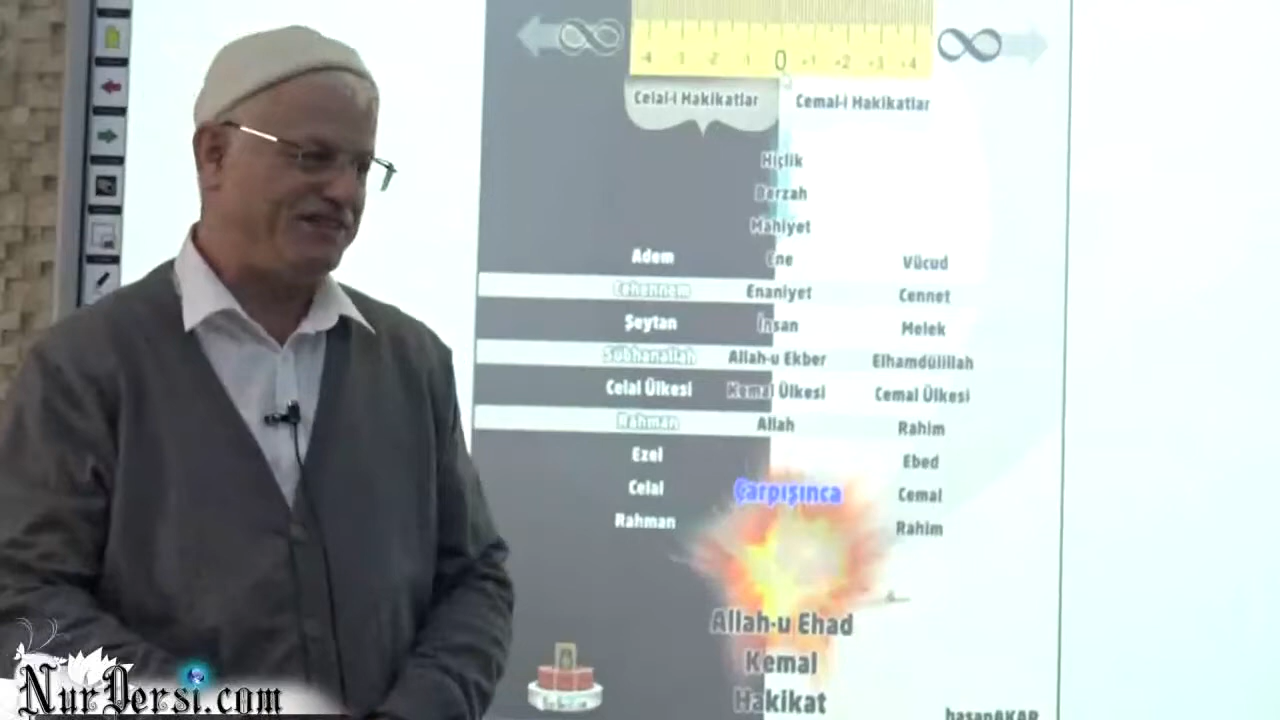 ∞ -4 -2 -1 0 +1 +2 +3 +4 ∞
Celal-i Hakikatlar Cemal-i Hakikatlar
Hiçlik
Berzah
Mahiyet
Adem Ene Vücud
Cehennem Enaniyet Cennet
Şeytan İnsan Melek
Subhanallah Allah-u Ekber Elhamdülillah
Celal Ülkesi Kemal Ülkesi Cemal Ülkesi
Rahman Allah Rahim
Ezel Ebed
Celal Çarpışınca Cemal
Rahman Rahim
Allah-u Ehad
Kemal
Hakikat
hasanAKAR
NurDersi.com